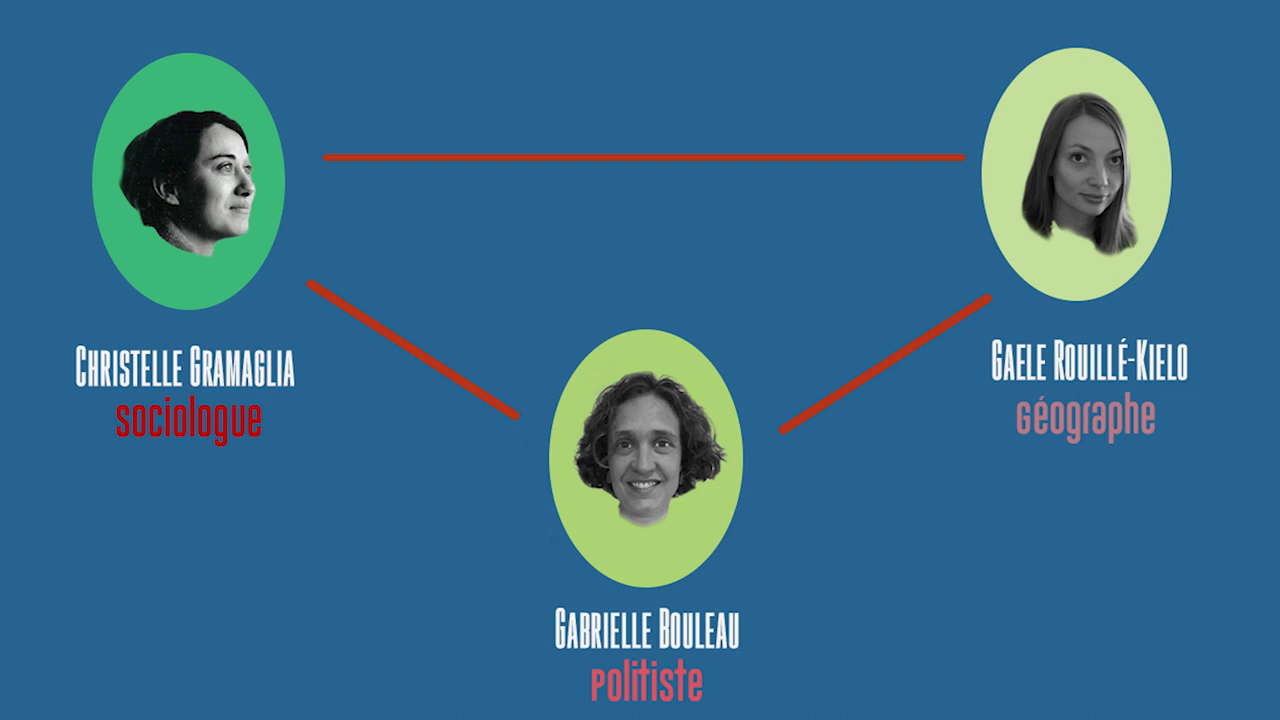 Christelle Gramaglia
sociologue
Gaele Rouillé-Kielo
Géographe
Gabrielle Bouleau
politiste